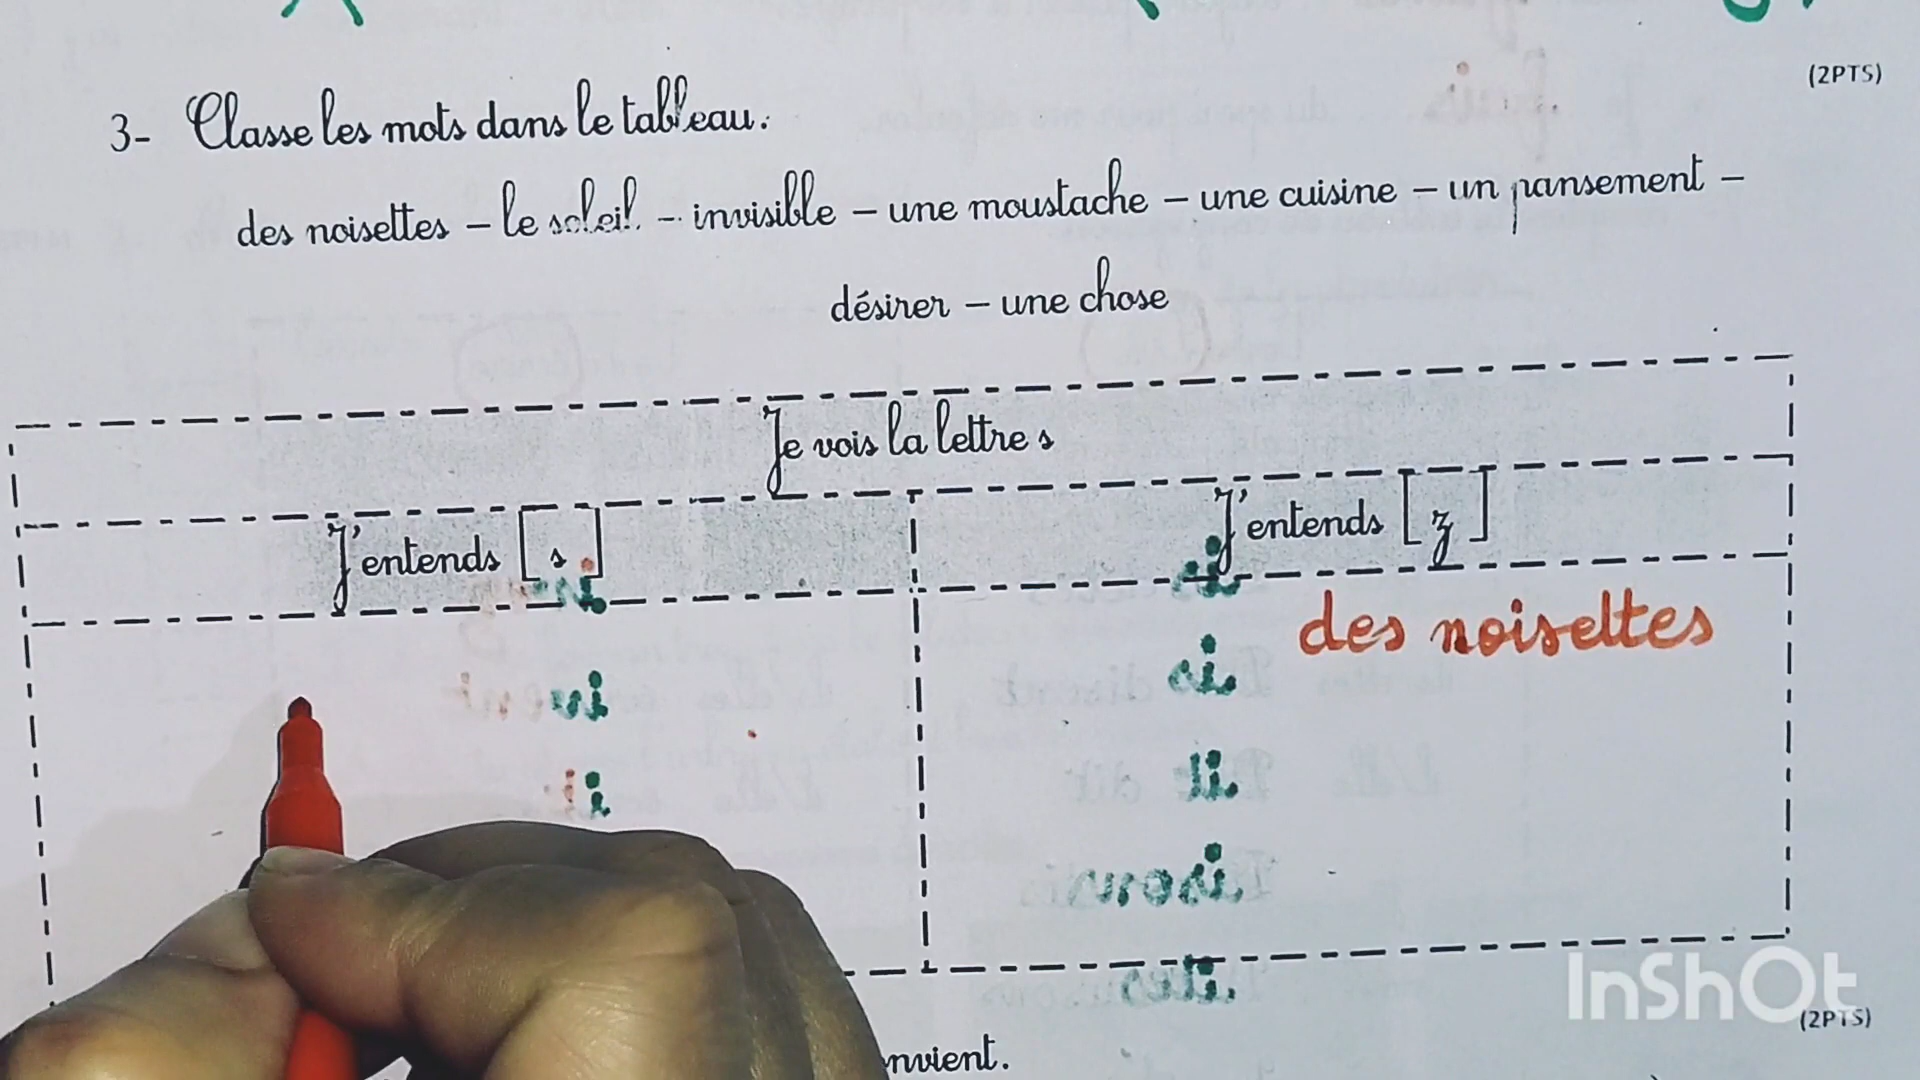 (2PTS)
3- Classe les mots dans le tableau.
des noisettes – le soleil – invisible – une moustache – une cuisine – un pansement –
désirer – une chose
Je vois la lettre s
J'entends [s]
J'entends [z]
des noisettes
InShOt
(2PTS)
nvient.